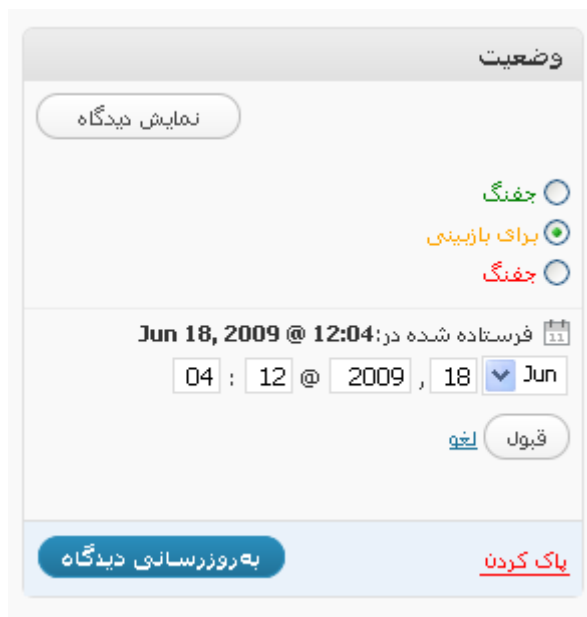 وضعیت
نمایش دیدگاه
جفنگ
برای بازبینی
جفنگ
فرستاده شده در:Jun 18, 2009 @ 12:04
Jun 18 , 2009 @ 12 : 04
قبول لغو
پاک کردن به‌روزرسانی دیدگاه